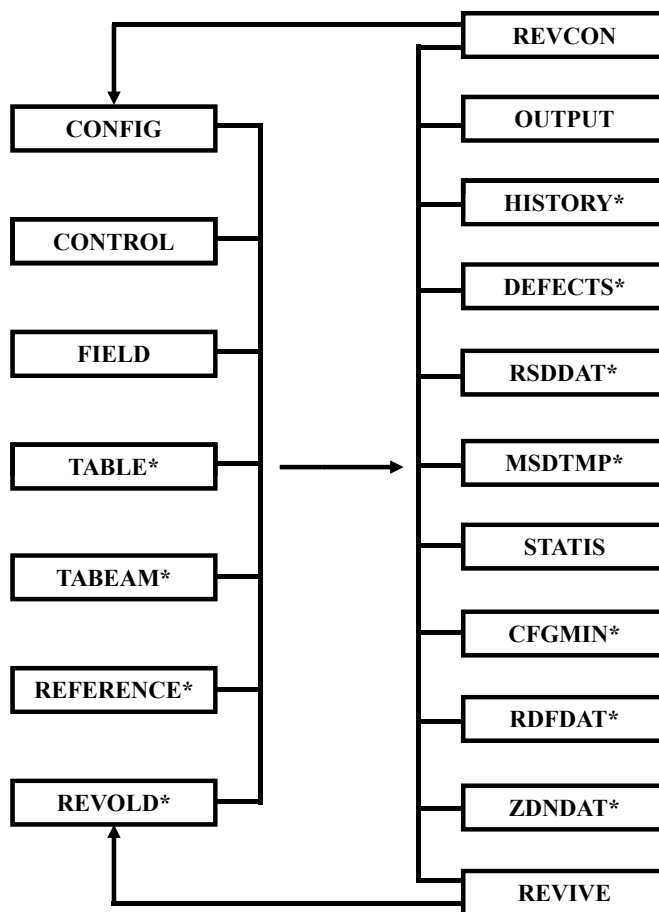 REVCON
CONFIG
OUTPUT
HISTORY*
CONTROL
DEFECTS*
FIELD
RSDDAT*
TABLE*
MSDTMP*
STATIS
TABEAM*
CFGMIN*
REFERENCE*
RDFDAT*
REVOLD*
ZDNDAT*
REVIVE